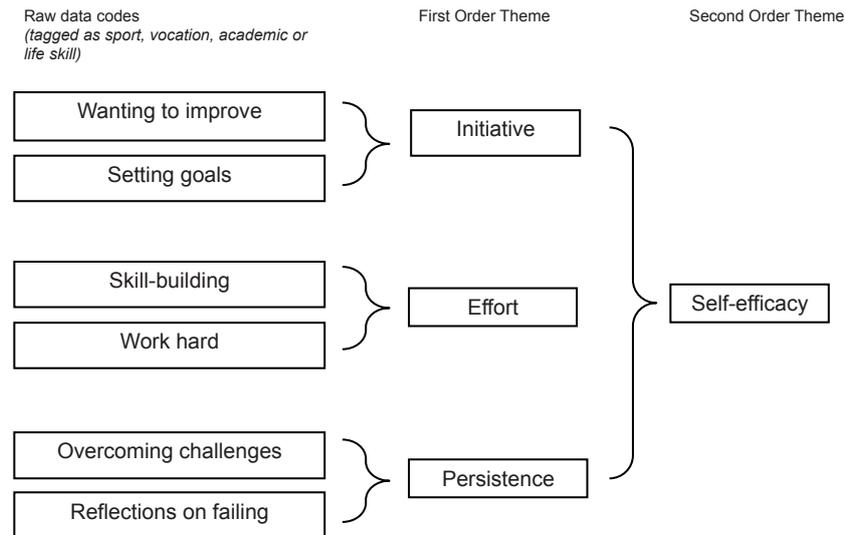 Raw data codes
(tagged as sport, vocation, academic or
life skill)
First Order Theme
Second Order Theme
Wanting to improve
Setting goals
Initiative
Skill-building
Work hard
Effort
Self-efficacy
Overcoming challenges
Reflections on failing
Persistence